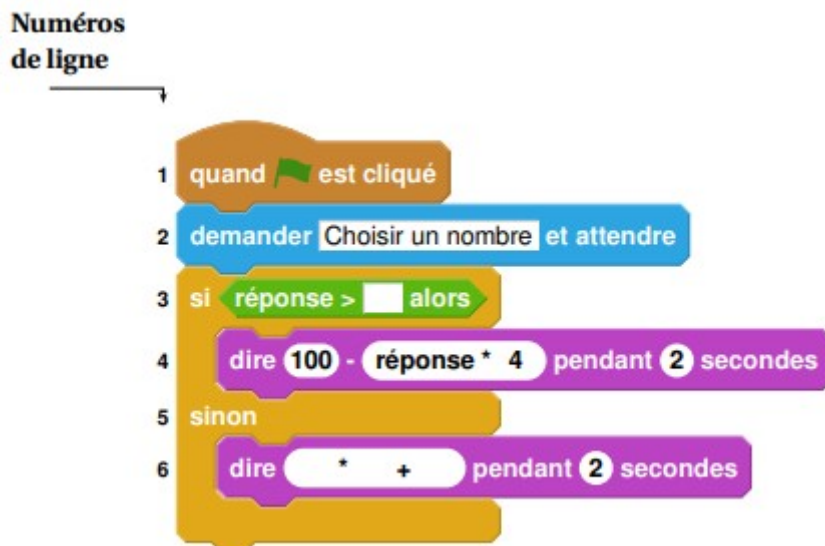 Numéros
de ligne
1 quand est cliqué
2 demander Choisir un nombre et attendre
3 si réponse > alors
4 dire 100 - réponse * 4 pendant 2 secondes
5 sinon
6 dire * + pendant 2 secondes